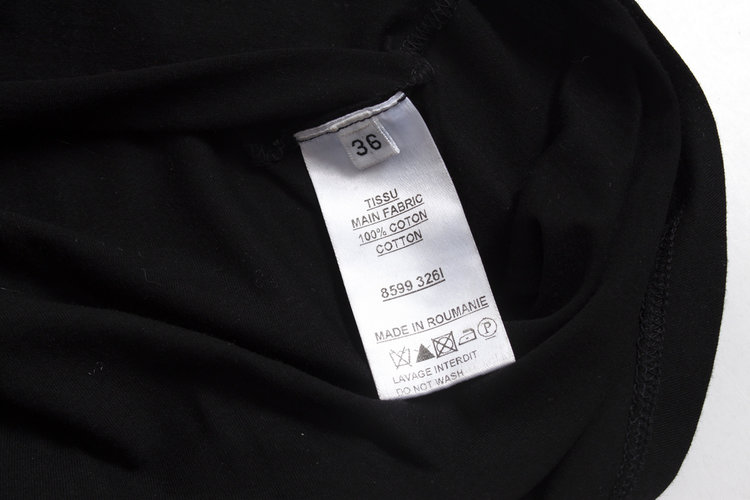 36
TISSU
MAIN FABRIC
100% COTON
COTTON
8599 326I
MADE IN ROUMANIE
P
LAVAGE INTERDIT
DO NOT WASH